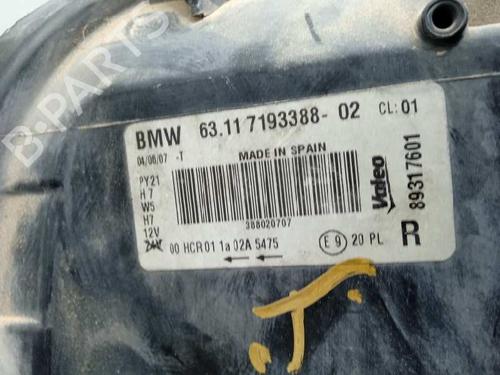 B-PARTS
BMW 63.11 7193388-02 CL:01
04/06/07 -T MADE IN SPAIN
PY21
H7
W5
H7
12V
388020707
Valeo
89317601
00 HCR 01 1a 02A 5475
E9 20 PL
R
T.